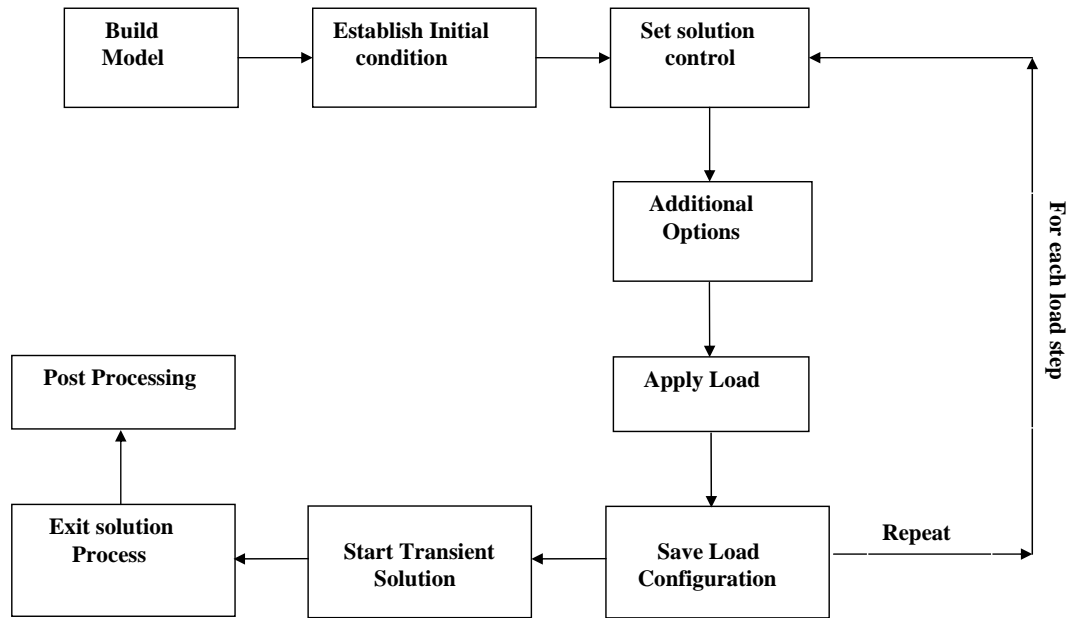 Build
Model
Establish Initial
condition
Set solution
control
Additional
Options
For each load step
Apply Load
Post Processing
Save Load
Configuration
Repeat
Start Transient
Solution
Exit solution
Process